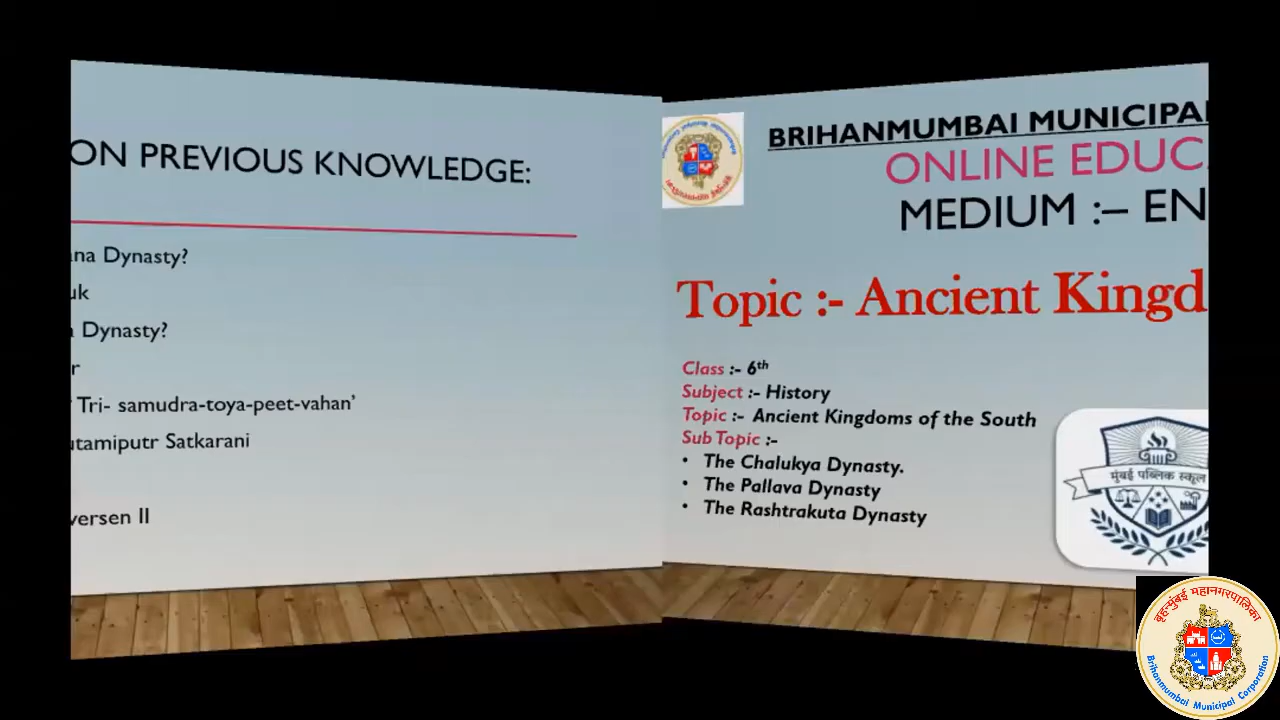 ON PREVIOUS KNOWLEDGE:
na Dynasty?
uk
Dynasty?
r
Tri- samudra-toya-peet-vahan’
utamiputr Satkarani
versen II
BRIHANMUMBAI MUNICIPA
ONLINE EDUC
MEDIUM :– EN
Topic :- Ancient Kingd
Class :- 6th
Subject :- History
Topic :- Ancient Kingdoms of the South
Sub Topic :-
• The Chalukya Dynasty.
• The Pallava Dynasty
• The Rashtrakuta Dynasty
मुंबई पब्लिक स्कूल
बृहन्मुंबई महानगरपालिका
Brihanmumbai Municipal Corporation